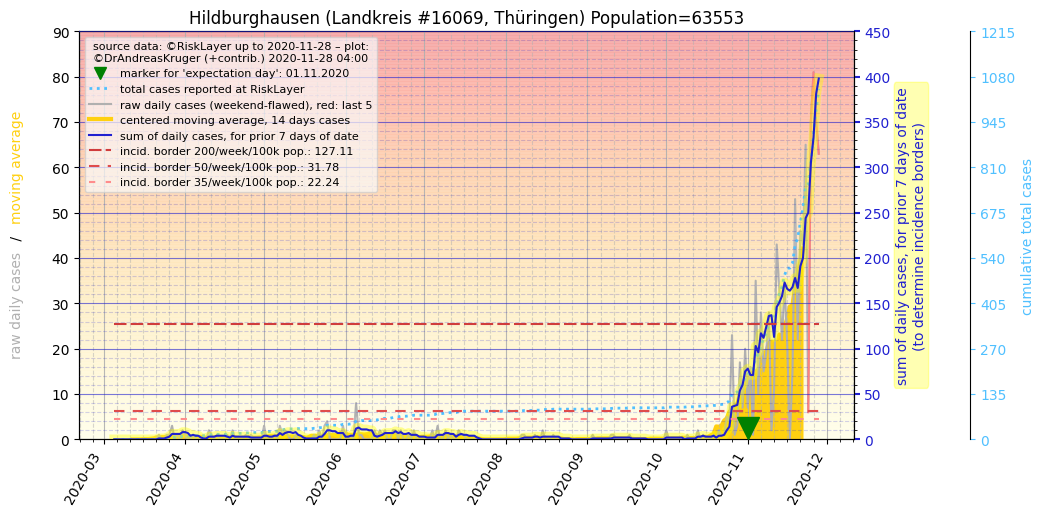 Hildburghausen (Landkreis #16069, Thüringen) Population=63553
source data: ©RiskLayer up to 2020-11-28 – plot:
©DrAndreasKruger (+contrib.) 2020-11-28 04:00
marker for 'expectation day': 01.11.2020
total cases reported at RiskLayer
raw daily cases (weekend-flawed), red: last 5
centered moving average, 14 days cases
sum of daily cases, for prior 7 days of date
incid. border 200/week/100k pop.: 127.11
incid. border 50/week/100k pop.: 31.78
incid. border 35/week/100k pop.: 22.24
raw daily cases / moving average
90
80
70
60
50
40
30
20
10
0
2020-03
2020-04
2020-05
2020-06
2020-07
2020-08
2020-09
2020-10
2020-11
2020-12
450
400
350
300
250
200
150
100
50
0
sum of daily cases, for prior 7 days of date
(to determine incidence borders)
1215
1080
945
810
675
540
405
270
135
0
cumulative total cases